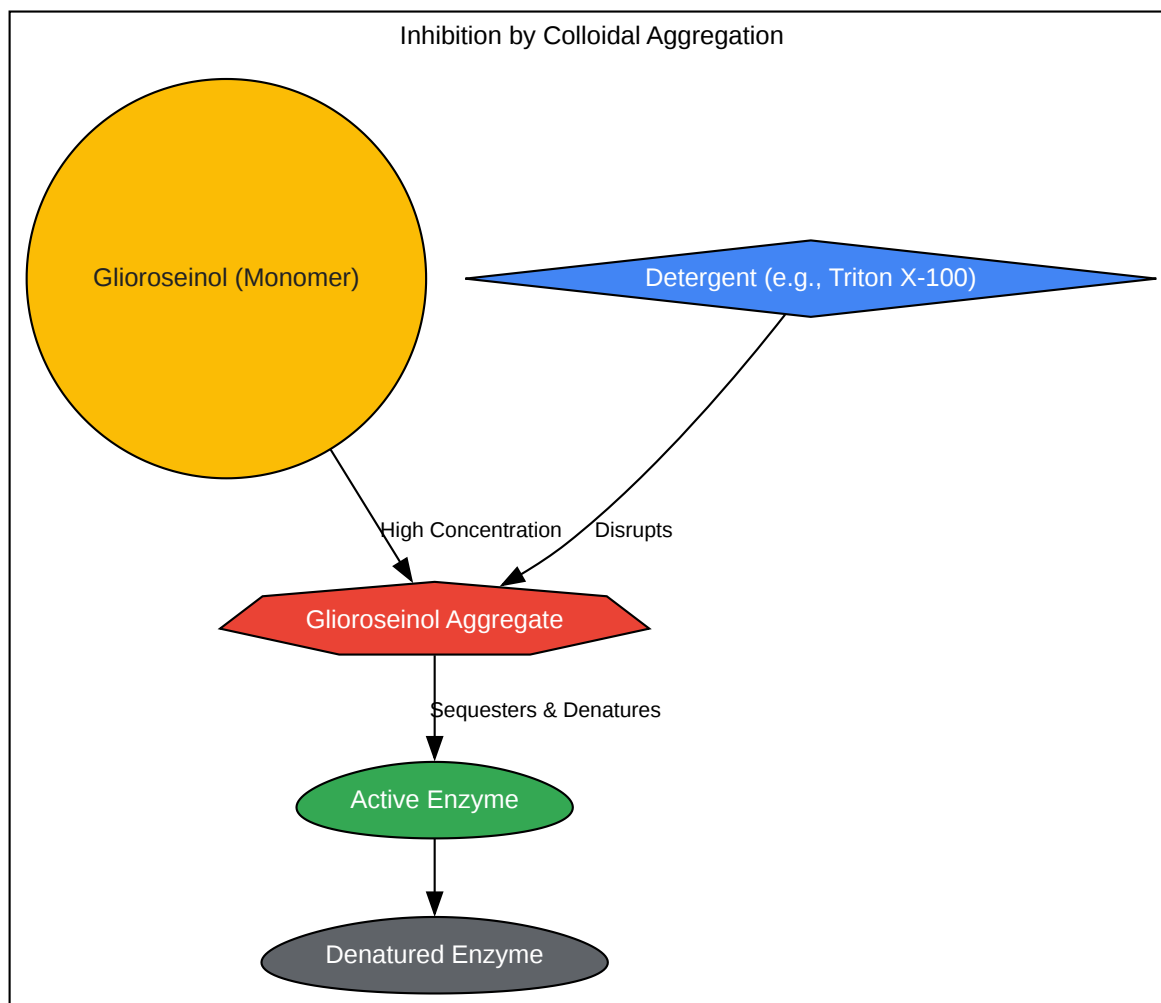 Inhibition by Colloidal Aggregation
Glioroseinol (Monomer)
Detergent (e.g., Triton X-100)
High Concentration
Disrupts
Glioroseinol Aggregate
Sequesters & Denatures
Active Enzyme
Denatured Enzyme